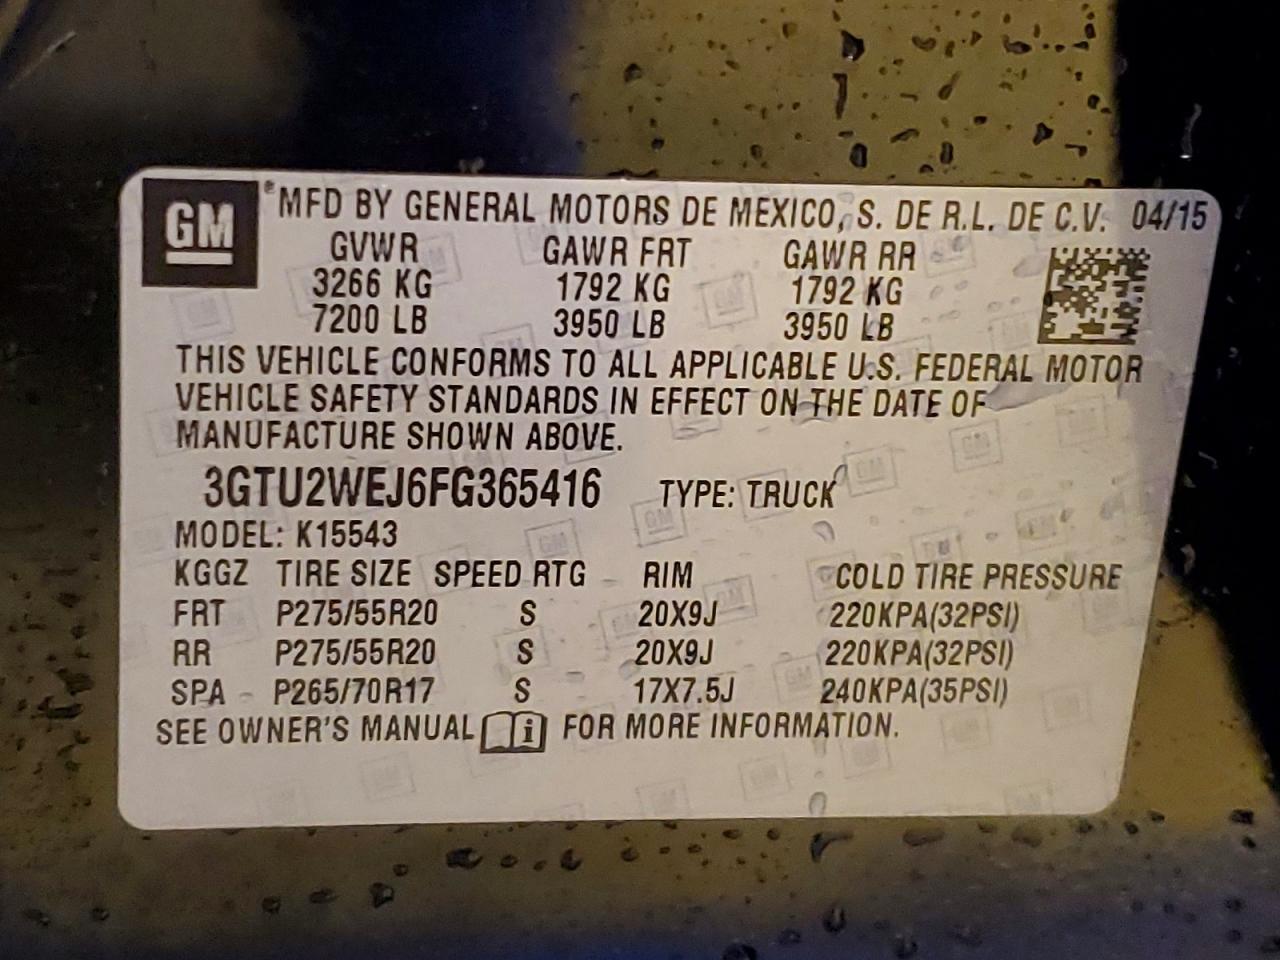 GM ® MFD BY GENERAL MOTORS DE MEXICO, S. DE R.L. DE C.V. 04/15
GVWR GAWR FRT GAWR RR
3266 KG 1792 KG 1792 KG
7200 LB 3950 LB 3950 LB
THIS VEHICLE CONFORMS TO ALL APPLICABLE U.S. FEDERAL MOTOR
VEHICLE SAFETY STANDARDS IN EFFECT ON THE DATE OF
MANUFACTURE SHOWN ABOVE.
3GTU2WEJ6FG365416 TYPE: TRUCK
MODEL: K15543
KGGZ TIRE SIZE SPEED RTG RIM COLD TIRE PRESSURE
FRT P275/55R20 S 20X9J 220KPA(32PSI)
RR P275/55R20 S 20X9J 220KPA(32PSI)
SPA P265/70R17 S 17X7.5J 240KPA(35PSI)
SEE OWNER'S MANUAL i FOR MORE INFORMATION.